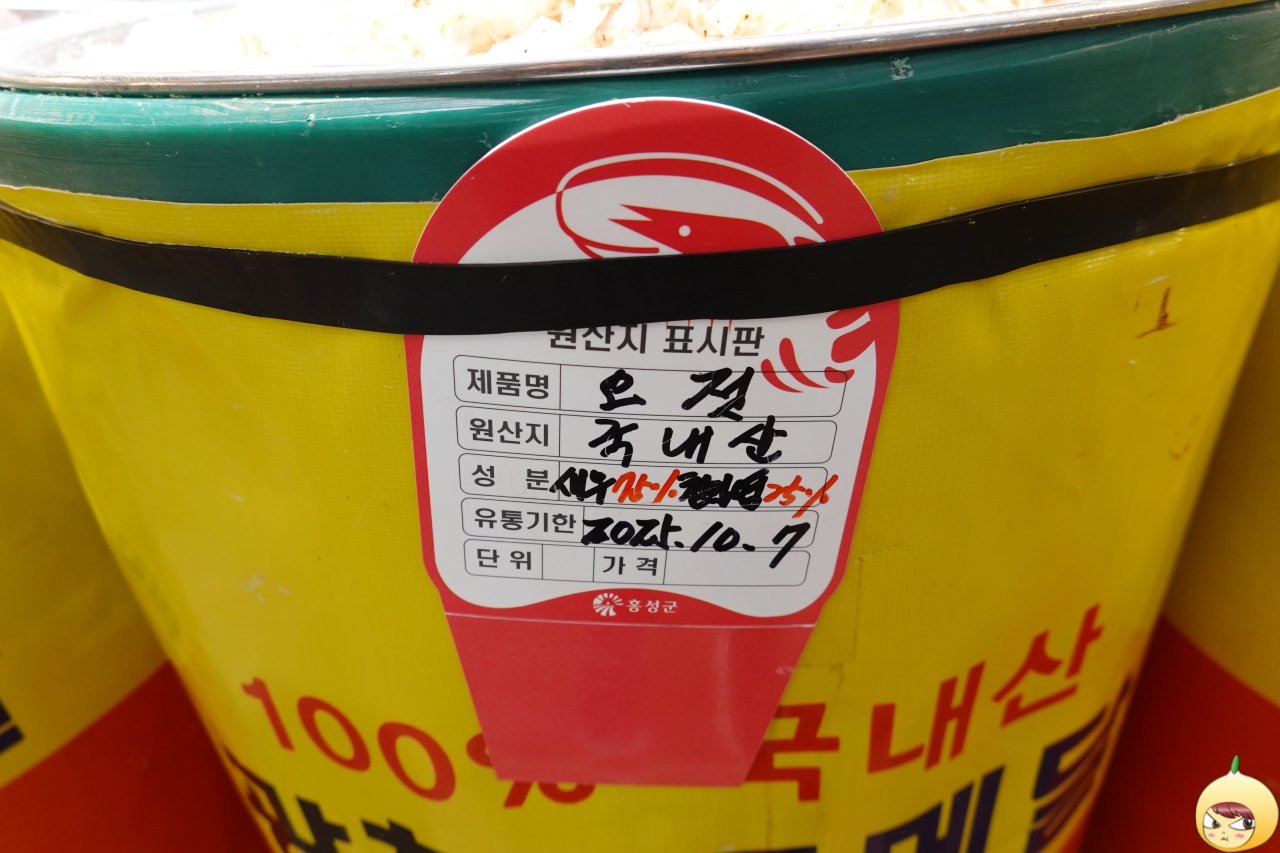 원산지 표시판
제품명 오 젓
원산지 국내산
성 분 새우 75% 천일염 25%
유통기한 2025.10.7
단위 가격
홍성군
100% 국내산